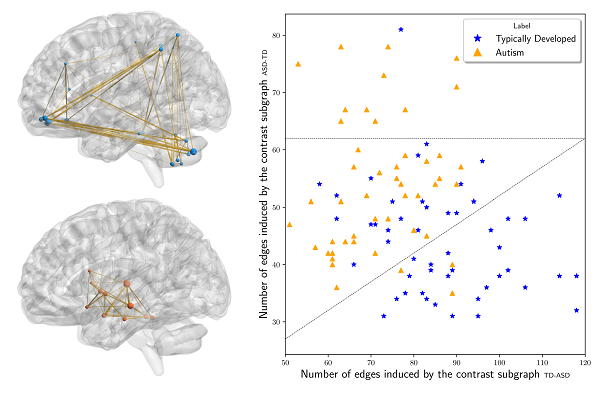 Label
Typically Developed
Autism
80
70
60
50
40
30
Number of edges induced by the contrast subgraph ASD-TD
50
60
70
80
90
100
110
120
Number of edges induced by the contrast subgraph TD-ASD